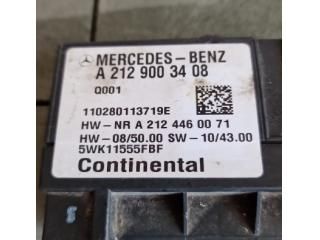 MERCEDES-BENZ
A 212 900 34 08
Q001
110280113719E
HW-NR A 212 446 00 71
HW-08/50.00 SW-10/43.00
5WK11555FBF
Continental